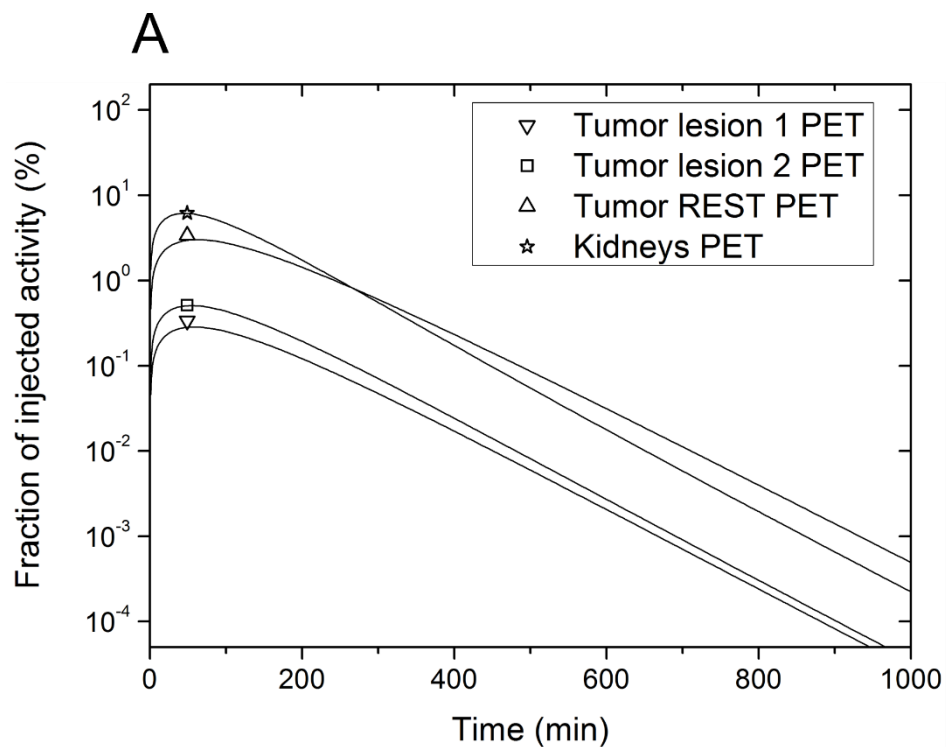 A
Fraction of injected activity (%)
10²
10¹
10⁰
10⁻¹
10⁻²
10⁻³
10⁻⁴
Tumor lesion 1 PET
Tumor lesion 2 PET
Tumor REST PET
Kidneys PET
0 200 400 600 800 1000
Time (min)